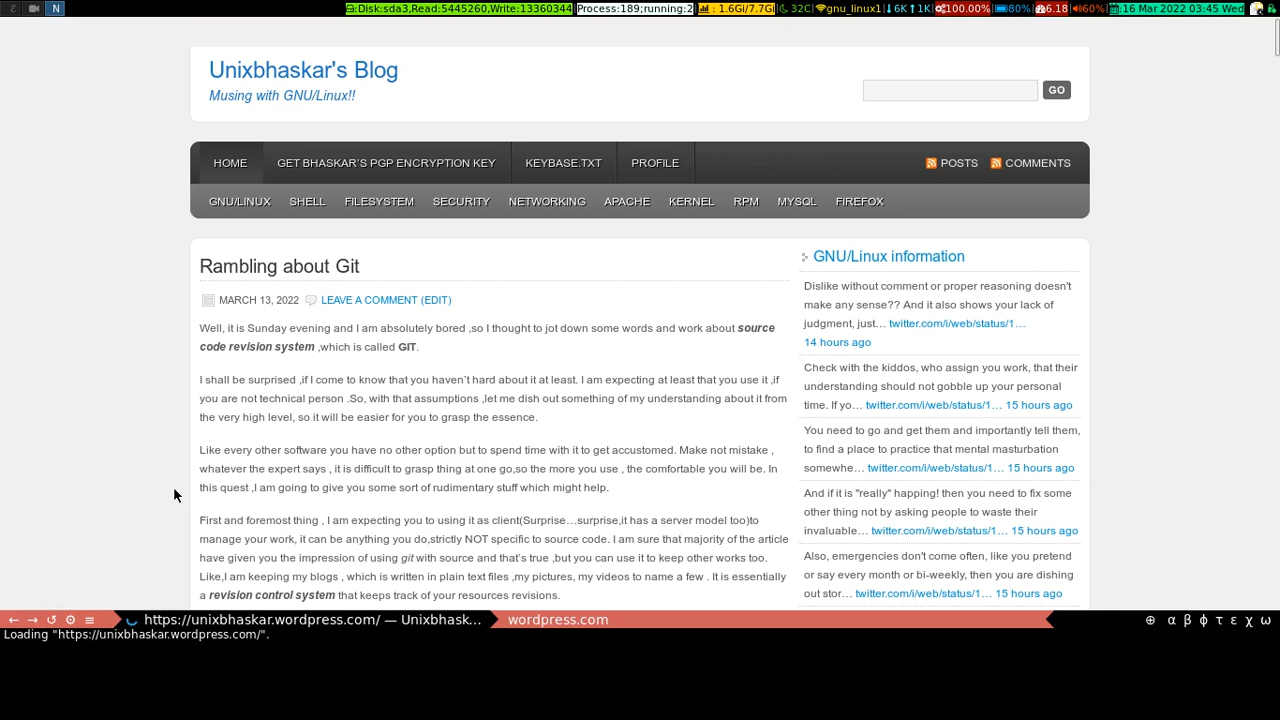 N
Disk:sda3,Read:5445260,Write:13360344 Process:189;running:2 : 1.6Gi/7.7Gi 32C gnu_linux1 6K 1K 100.00% 80% 6.18 60% :16 Mar 2022 03:45 Wed
Unixbhaskar's Blog
Musing with GNU/Linux!!
GO
HOME GET BHASKAR'S PGP ENCRYPTION KEY KEYBASE.TXT PROFILE POSTS COMMENTS
GNU/LINUX SHELL FILESYSTEM SECURITY NETWORKING APACHE KERNEL RPM MYSQL FIREFOX
Rambling about Git
MARCH 13, 2022 LEAVE A COMMENT (EDIT)
Well, it is Sunday evening and I am absolutely bored ,so I thought to jot down some words and work about source
code revision system ,which is called GIT.
I shall be surprised ,if I come to know that you haven't hard about it at least. I am expecting at least that you use it ,if
you are not technical person .So, with that assumptions ,let me dish out something of my understanding about it from
the very high level, so it will be easier for you to grasp the essence.
Like every other software you have no other option but to spend time with it to get accustomed. Make not mistake ,
whatever the expert says , it is difficult to grasp thing at one go,so the more you use , the comfortable you will be. In
this quest ,I am going to give you some sort of rudimentary stuff which might help.
First and foremost thing , I am expecting you to using it as client(Surprise…surprise,it has a server model too)to
manage your work, it can be anything you do,strictly NOT specific to source code. I am sure that majority of the article
have given you the impression of using git with source and that's true ,but you can use it to keep other works too.
Like,I am keeping my blogs , which is written in plain text files ,my pictures, my videos to name a few . It is essentially
a revision control system that keeps track of your resources revisions.
GNU/Linux information
Dislike without comment or proper reasoning doesn't
make any sense?? And it also shows your lack of
judgment, just… twitter.com/i/web/status/1…
14 hours ago
Check with the kiddos, who assign you work, that their
understanding should not gobble up your personal
time. If yo… twitter.com/i/web/status/1… 15 hours ago
You need to go and get them and importantly tell them,
to find a place to practice that mental masturbation
somewhe… twitter.com/i/web/status/1… 15 hours ago
And if it is "really" happing! then you need to fix some
other thing not by asking people to waste their
invaluable… twitter.com/i/web/status/1… 15 hours ago
Also, emergencies don't come often, like you pretend
or say every month or bi-weekly, then you are dishing
out stor… twitter.com/i/web/status/1… 15 hours ago
← → ↺ ⚙ ≡ https://unixbhaskar.wordpress.com/ — Unixbhask… wordpress.com ⊕ α β ϕ τ ε χ ω
Loading "https://unixbhaskar.wordpress.com/".